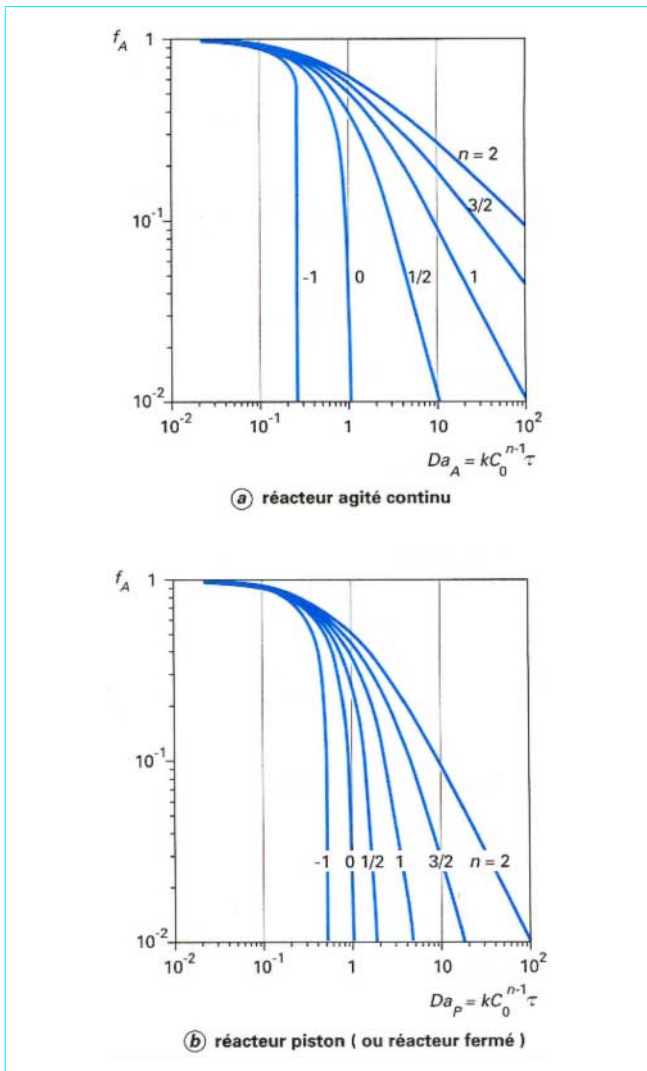 f_A 1
n = 2
3/2
10^-1
-1 0 1/2 1
10^-2
10^-2 10^-1 1 10 10^2
Da_A = kC_0^{n-1}τ
a réacteur agité continu
f_A 1
10^-1
-1 0 1/2 1 3/2 n = 2
10^-2
10^-2 10^-1 1 10 10^2
Da_P = kC_0^{n-1}τ
b réacteur piston ( ou réacteur fermé )